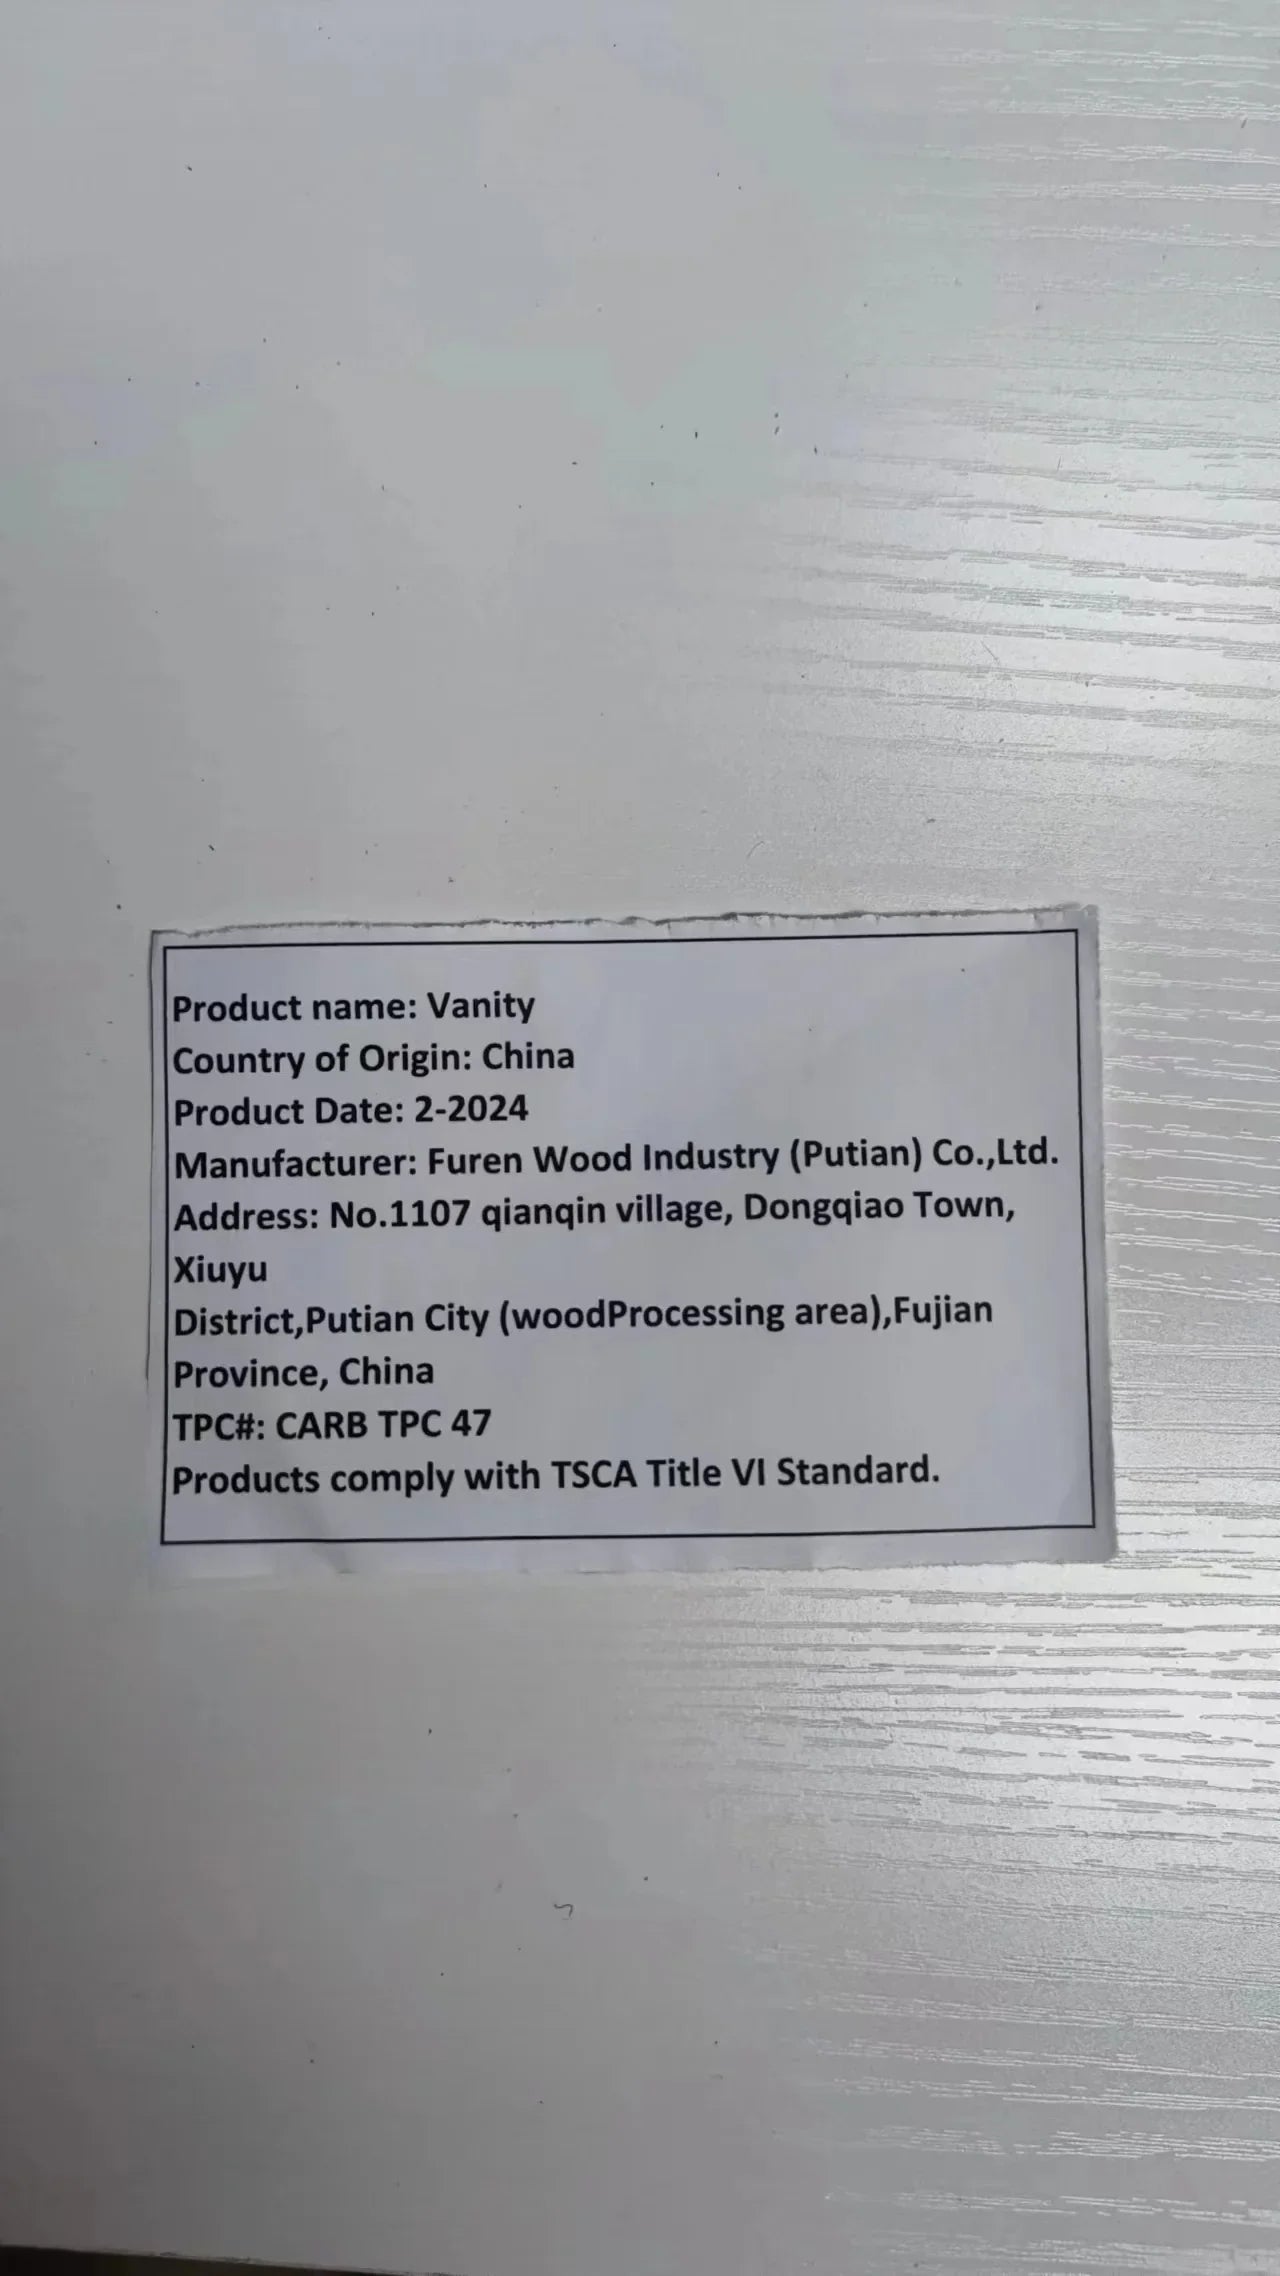 Product name: Vanity
Country of Origin: China
Product Date: 2-2024
Manufacturer: Furen Wood Industry (Putian) Co.,Ltd.
Address: No.1107 qianqin village, Dongqiao Town,
Xiuyu
District,Putian City (woodProcessing area),Fujian
Province, China
TPC#: CARB TPC 47
Products comply with TSCA Title VI Standard.